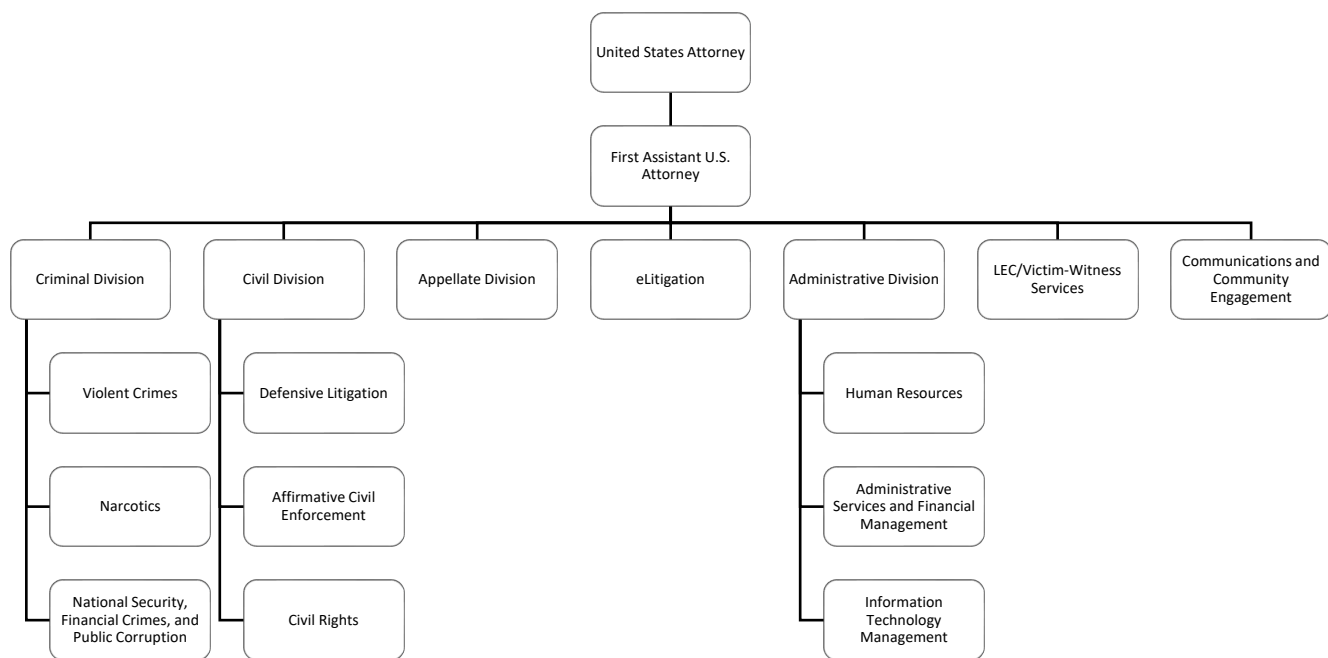 United States Attorney
First Assistant U.S.
Attorney
Criminal Division
Civil Division
Appellate Division
eLitigation
Administrative Division
LEC/Victim-Witness
Services
Communications and
Community
Engagement
Violent Crimes
Narcotics
National Security,
Financial Crimes, and
Public Corruption
Defensive Litigation
Affirmative Civil
Enforcement
Civil Rights
Human Resources
Administrative
Services and Financial
Management
Information
Technology
Management